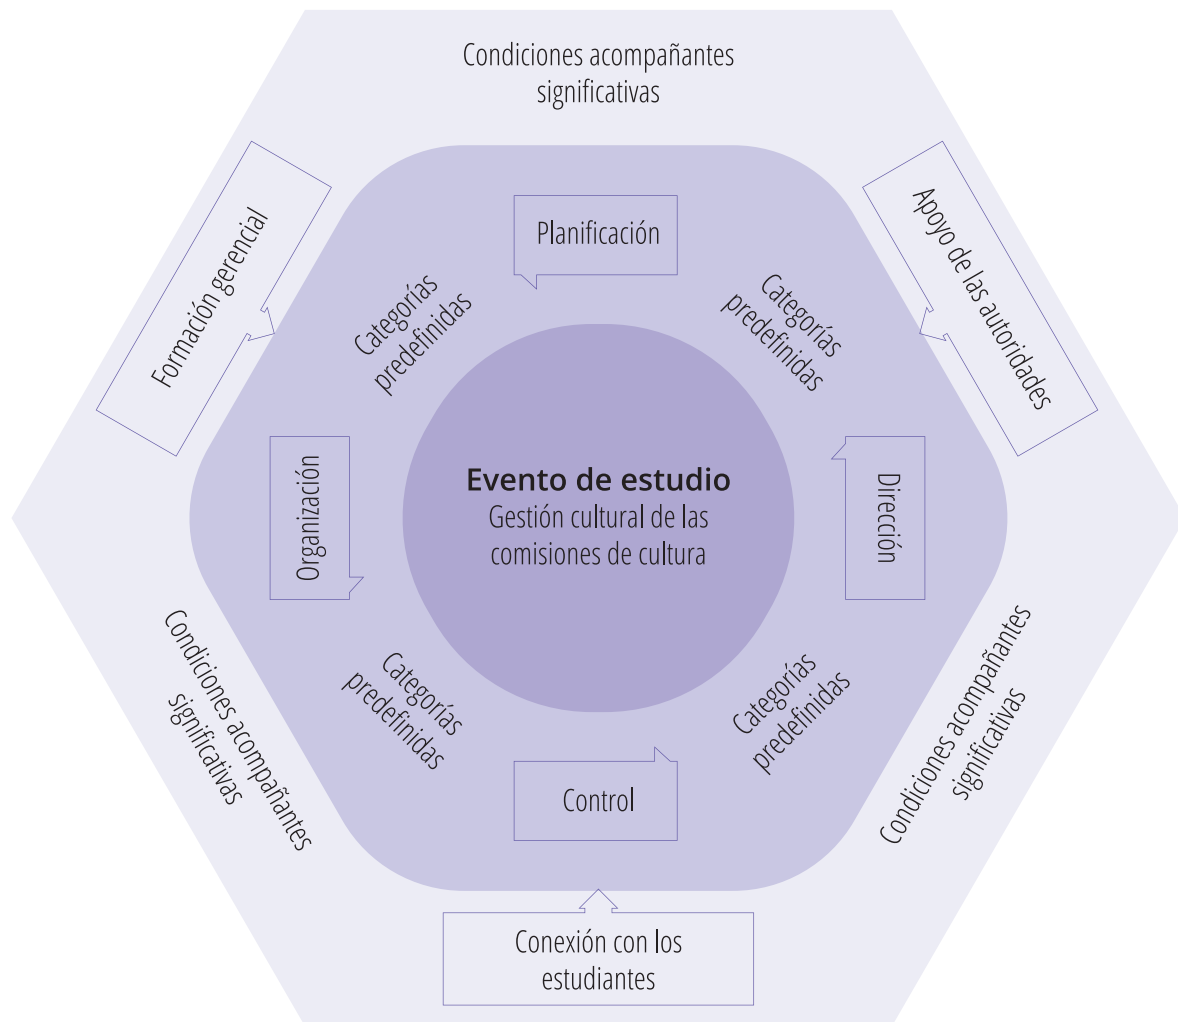 Condiciones acompañantes
significativas
Formación gerencial
Apoyo de las autoridades
Planificación
Categorías
predefinidas
Categorías
predefinidas
Organización
Evento de estudio
Gestión cultural de las
comisiones de cultura
Dirección
Categorías
predefinidas
Categorías
predefinidas
Condiciones acompañantes
significativas
Condiciones acompañantes
significativas
Control
Conexión con los
estudiantes